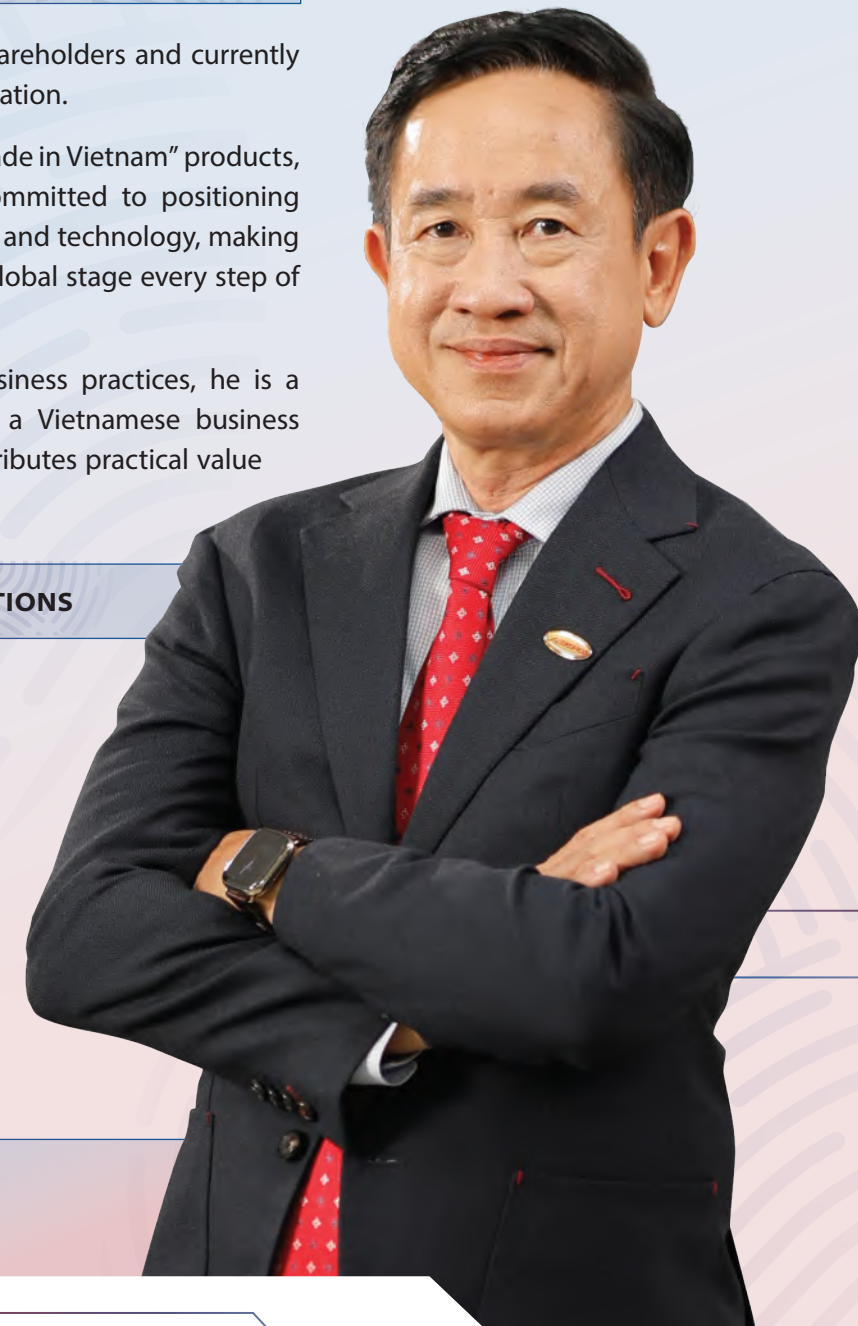 areholders and currently
ation.
de in Vietnam” products,
mmitted to positioning
and technology, making
lobal stage every step of
siness practices, he is a
a Vietnamese business
ributes practical value
TIONS